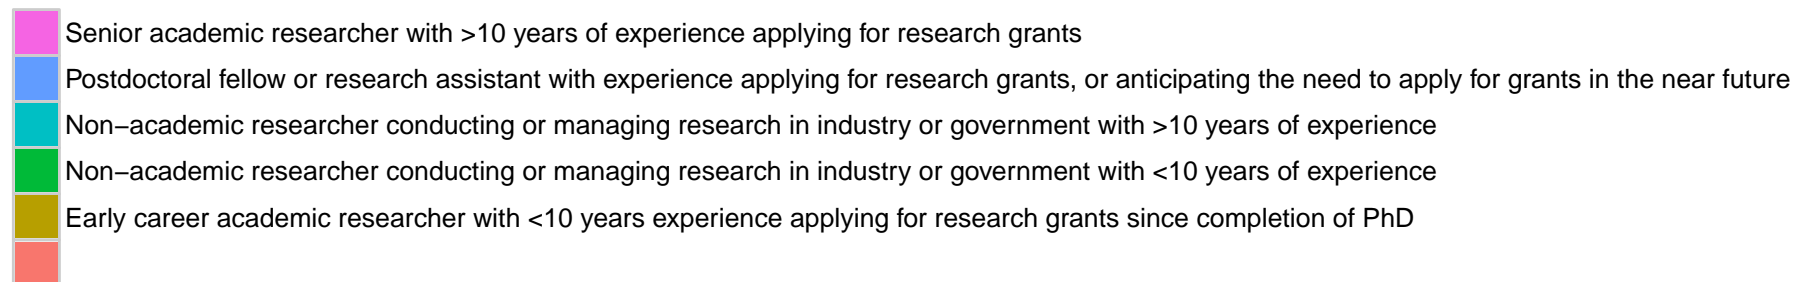 Senior academic researcher with >10 years of experience applying for research grants
Postdoctoral fellow or research assistant with experience applying for research grants, or anticipating the need to apply for grants in the near future
Non−academic researcher conducting or managing research in industry or government with >10 years of experience
Non−academic researcher conducting or managing research in industry or government with <10 years of experience
Early career academic researcher with <10 years experience applying for research grants since completion of PhD